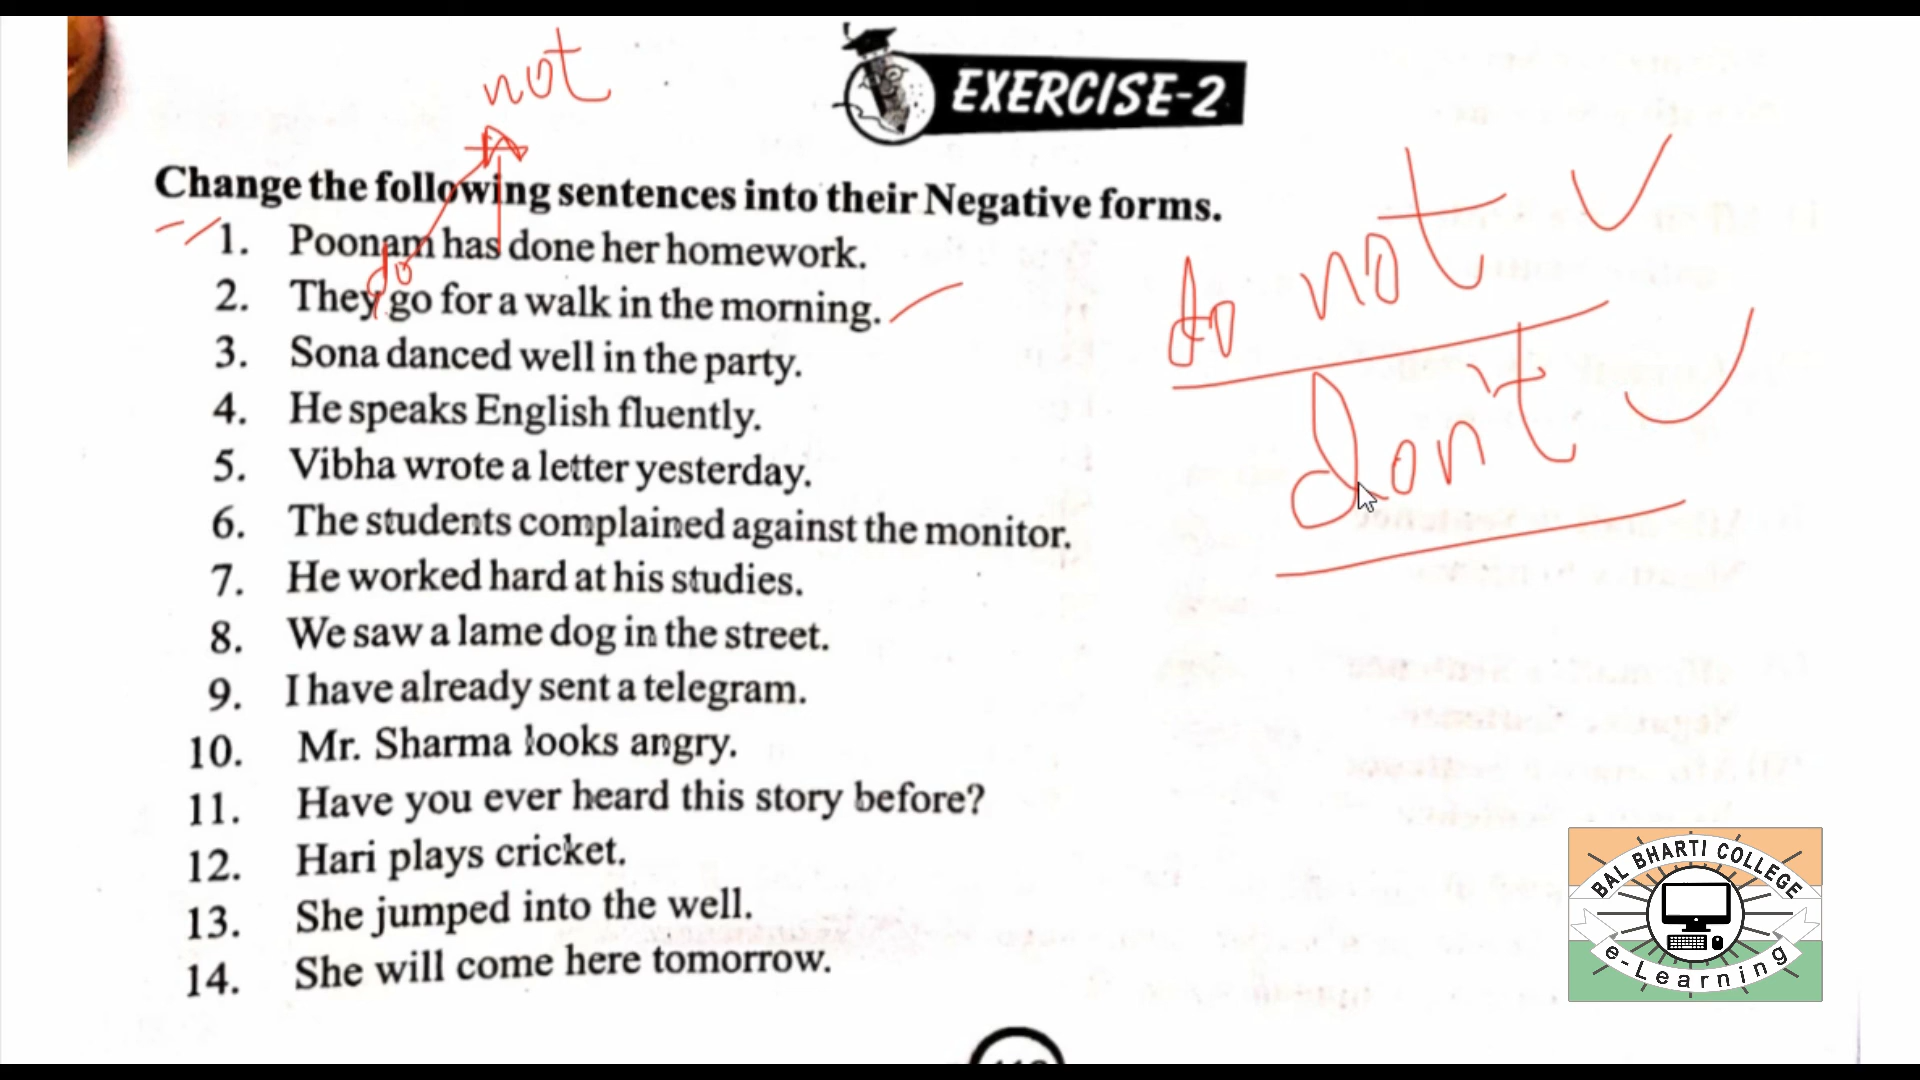 not
EXERCISE-2
Change the following sentences into their Negative forms.
1. Poonam has done her homework.
do
2. They go for a walk in the morning.
3. Sona danced well in the party.
4. He speaks English fluently.
5. Vibha wrote a letter yesterday.
6. The students complained against the monitor.
7. He worked hard at his studies.
8. We saw a lame dog in the street.
9. I have already sent a telegram.
10. Mr. Sharma looks angry.
11. Have you ever heard this story before?
12. Hari plays cricket.
13. She jumped into the well.
14. She will come here tomorrow.
do not
don't
BAL BHARTI COLLEGE
e-Learning